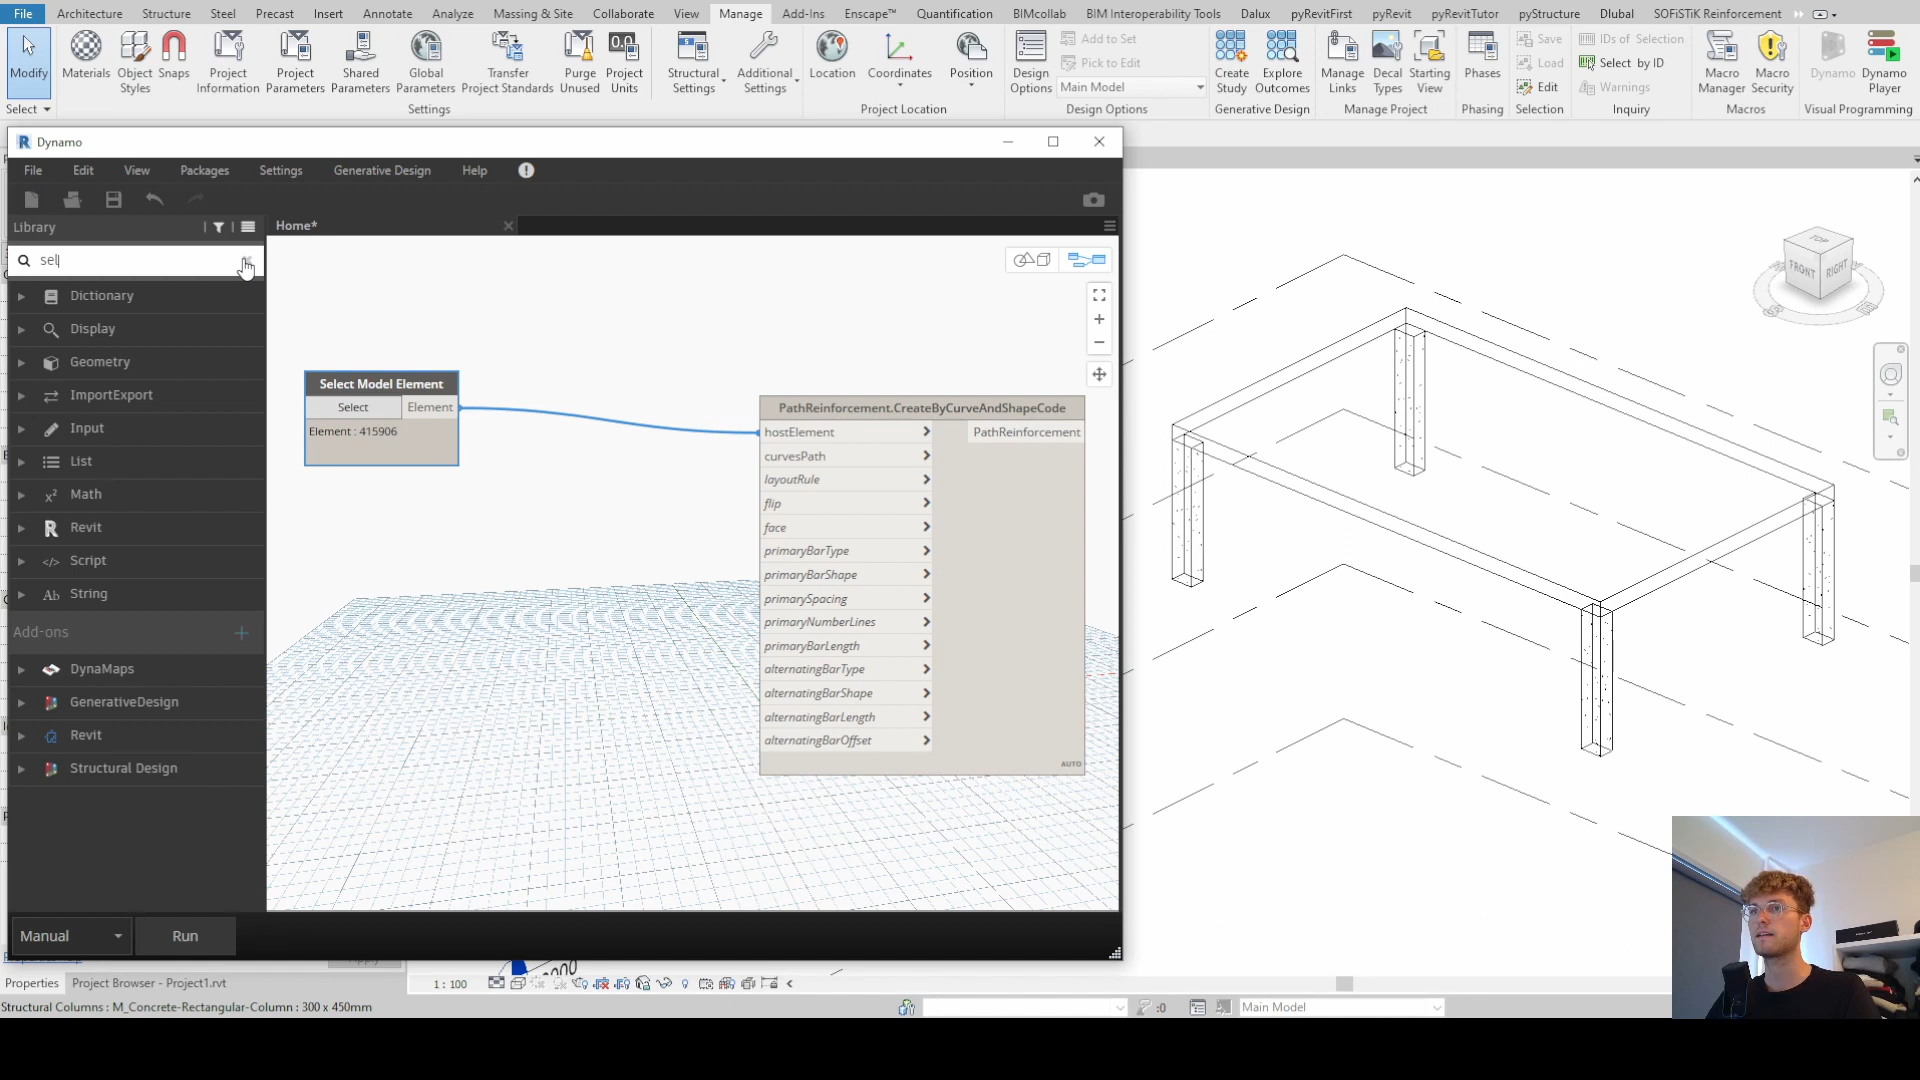 File Architecture Structure Steel Precast Insert Annotate Analyze Massing & Site Collaborate View Manage Add-Ins Enscape™ Quantification BIMcollab BIM Interoperability Tools Dalux pyRevitFirst pyRevit pyRevitTutor pyStructure Dlubal SOFiSTiK Reinforcement
Modify
Materials
Object Styles
Snaps
Project Information
Project Parameters
Shared Parameters
Global Parameters
Transfer Project Standards
Purge Unused
Project Units
Structural Settings
Additional Settings
Location
Coordinates
Position
Design Options
Add to Set
Pick to Edit
Main Model
Create Study
Explore Outcomes
Manage Links
Decal Types
Starting View
Phases
Save
Load
Edit
IDs of Selection
Select by ID
Warnings
Macro Manager
Macro Security
Dynamo
Dynamo Player
Select
Settings
Project Location
Design Options
Generative Design
Manage Project
Phasing
Selection
Inquiry
Macros
Visual Programming
R Dynamo
File Edit View Packages Settings Generative Design Help
Library
Home*
sel
Dictionary
Display
Geometry
ImportExport
Input
List
Math
Revit
Script
String
Add-ons
DynaMaps
GenerativeDesign
Revit
Structural Design
Select Model Element
Select Element
Element : 415906
PathReinforcement.CreateByCurveAndShapeCode
hostElement PathReinforcement
curvesPath
layoutRule
flip
face
primaryBarType
primaryBarShape
primarySpacing
primaryNumberLines
primaryBarLength
alternatingBarType
alternatingBarShape
alternatingBarLength
alternatingBarOffset
AUTO
TOP
FRONT
RIGHT
Manual Run
Properties Project Browser - Project1.rvt
1 : 100
Structural Columns : M_Concrete-Rectangular-Column : 300 x 450mm
:0
Main Model